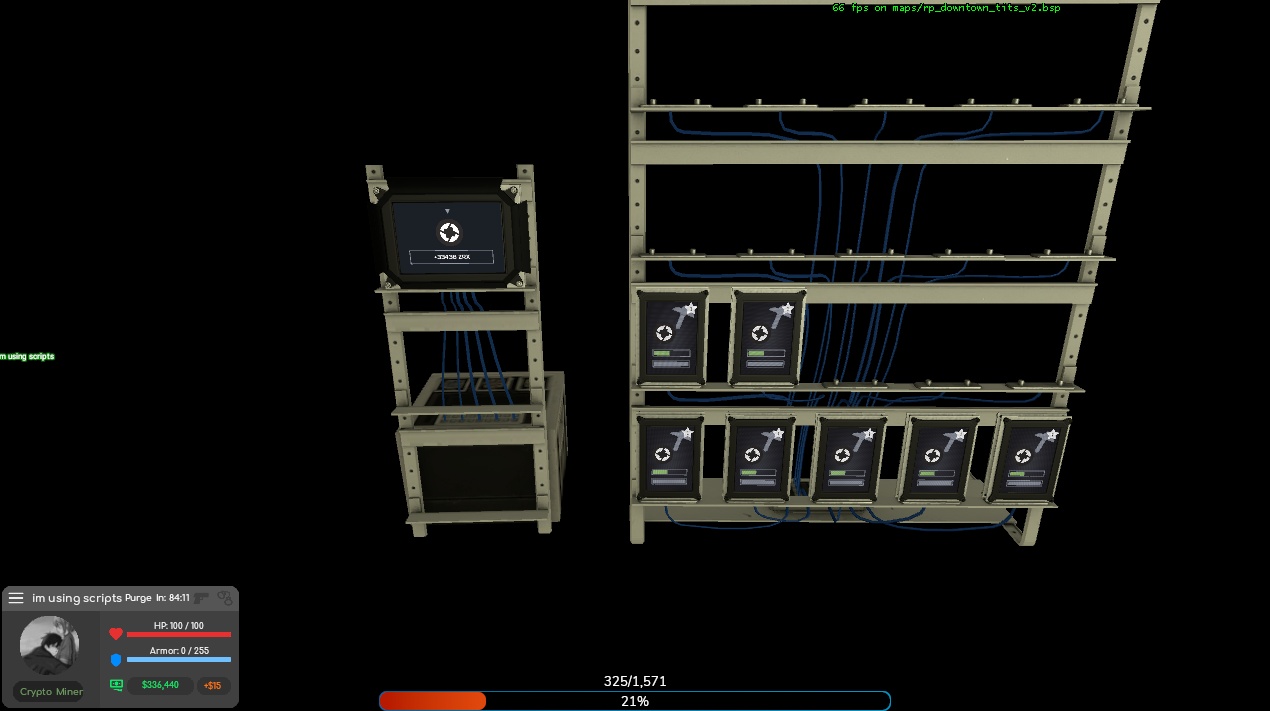 66 fps on maps/rp_downtown_tits_v2.bsp
m using scripts
im using scripts
Purge In: 84:11
HP: 100 / 100
Armor: 0 / 255
Crypto Miner
$336,440
+$15
325/1,571
21%